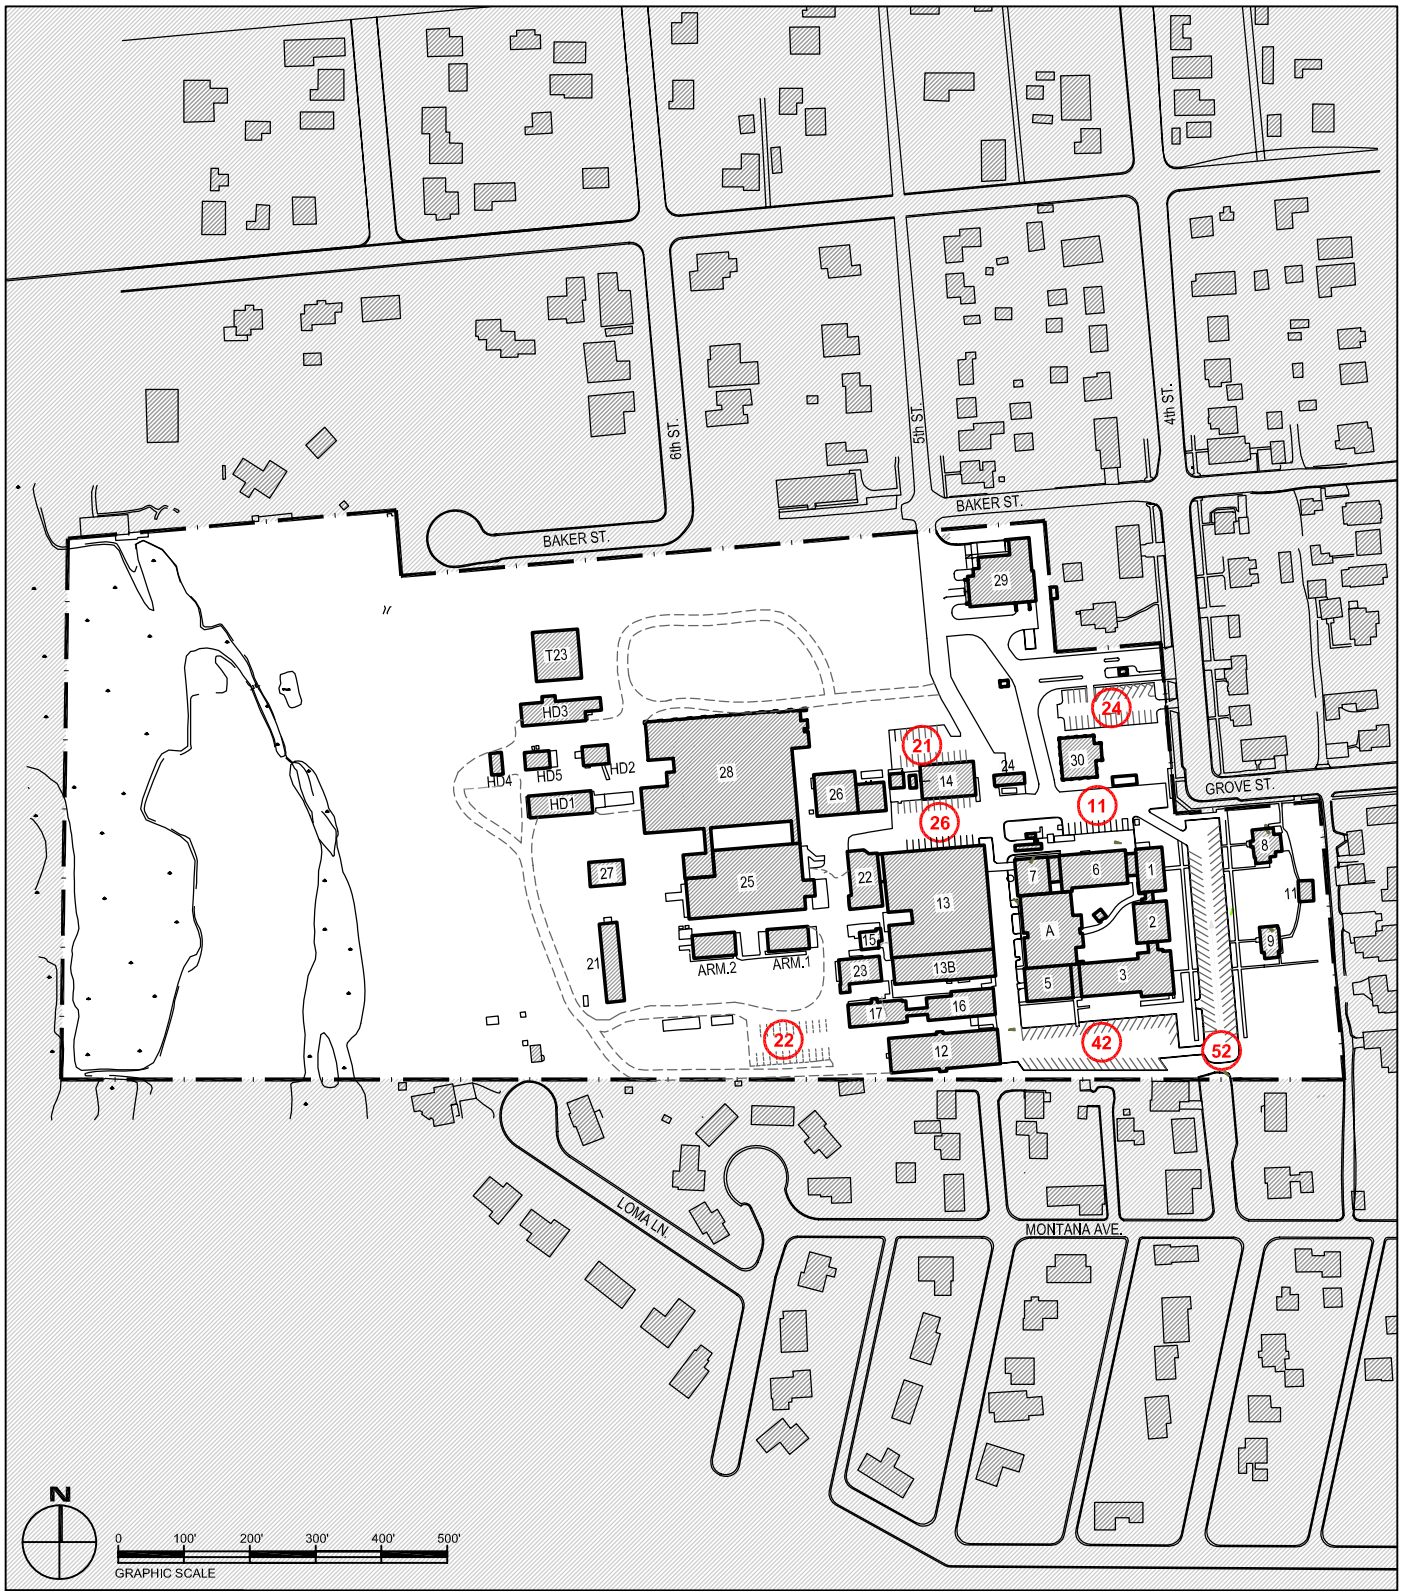 5th ST.
4th ST.
6th ST.
BAKER ST.
BAKER ST.
29
T23
HD3
24
21
HD4
HD5
HD2
28
24
30
14
26
GROVE ST.
HD1
11
26
8
27
25
22
7
6
1
13
11
A
2
15
9
21
ARM.2
ARM.1
23
13B
5
3
17
16
22
12
42
52
LOMA LN.
MONTANA AVE.
N
0 100' 200' 300' 400' 500'
GRAPHIC SCALE